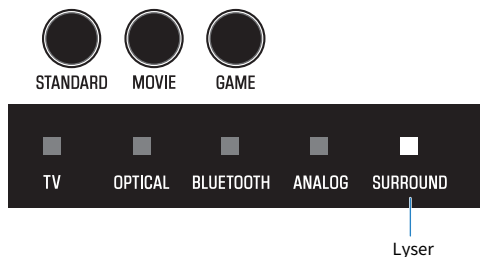 STANDARD MOVIE GAME
TV OPTICAL BLUETOOTH ANALOG SURROUND
Lyser